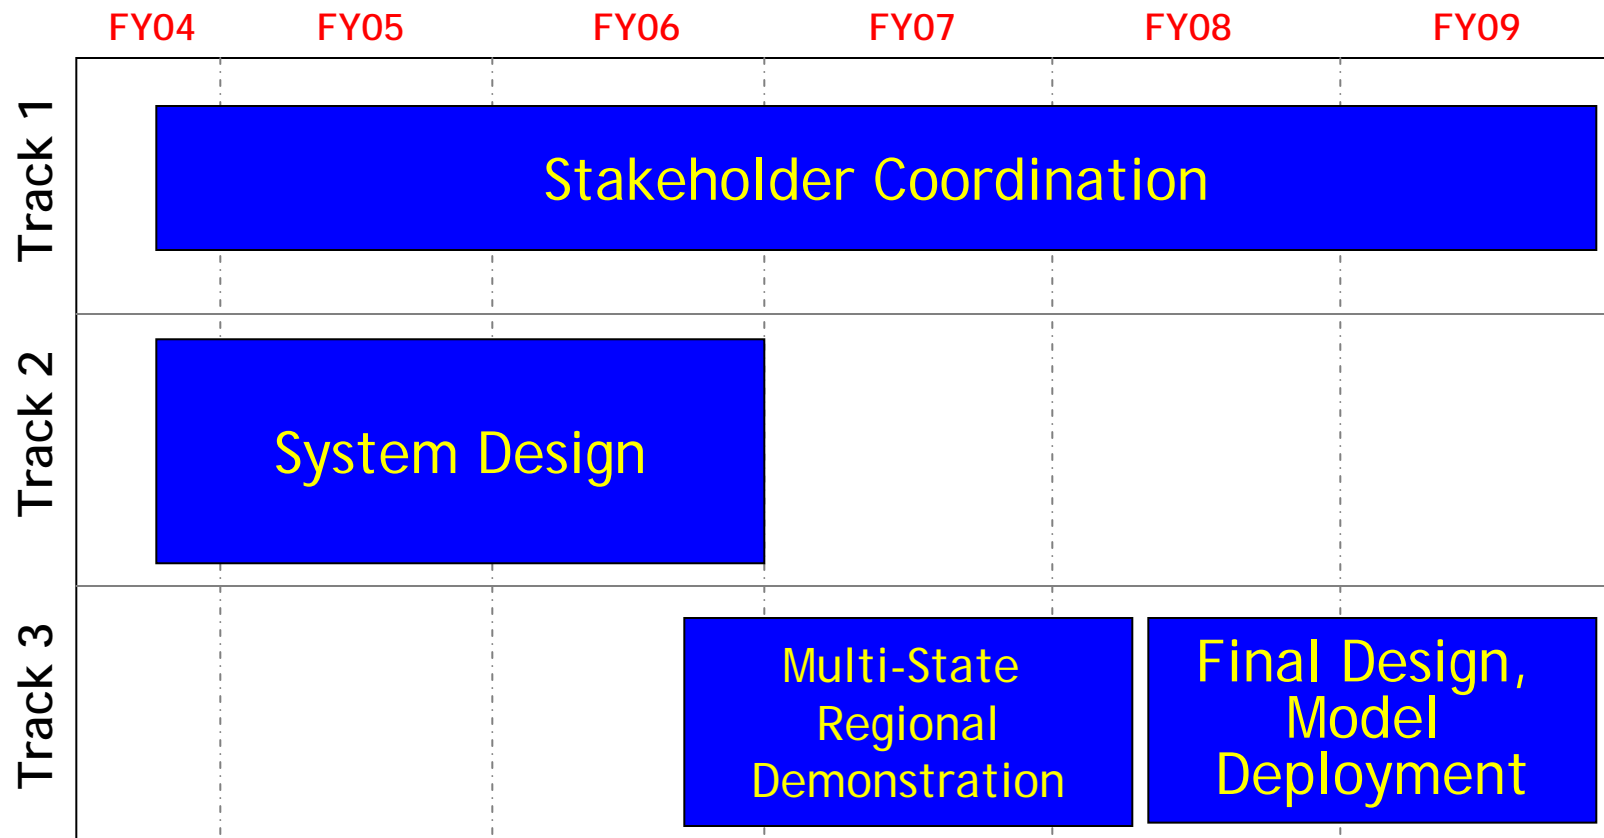 FY04 FY05 FY06 FY07 FY08 FY09
Track 1
Stakeholder Coordination
Track 2
System Design
Track 3
Multi-State
Regional
Demonstration
Final Design,
Model
Deployment